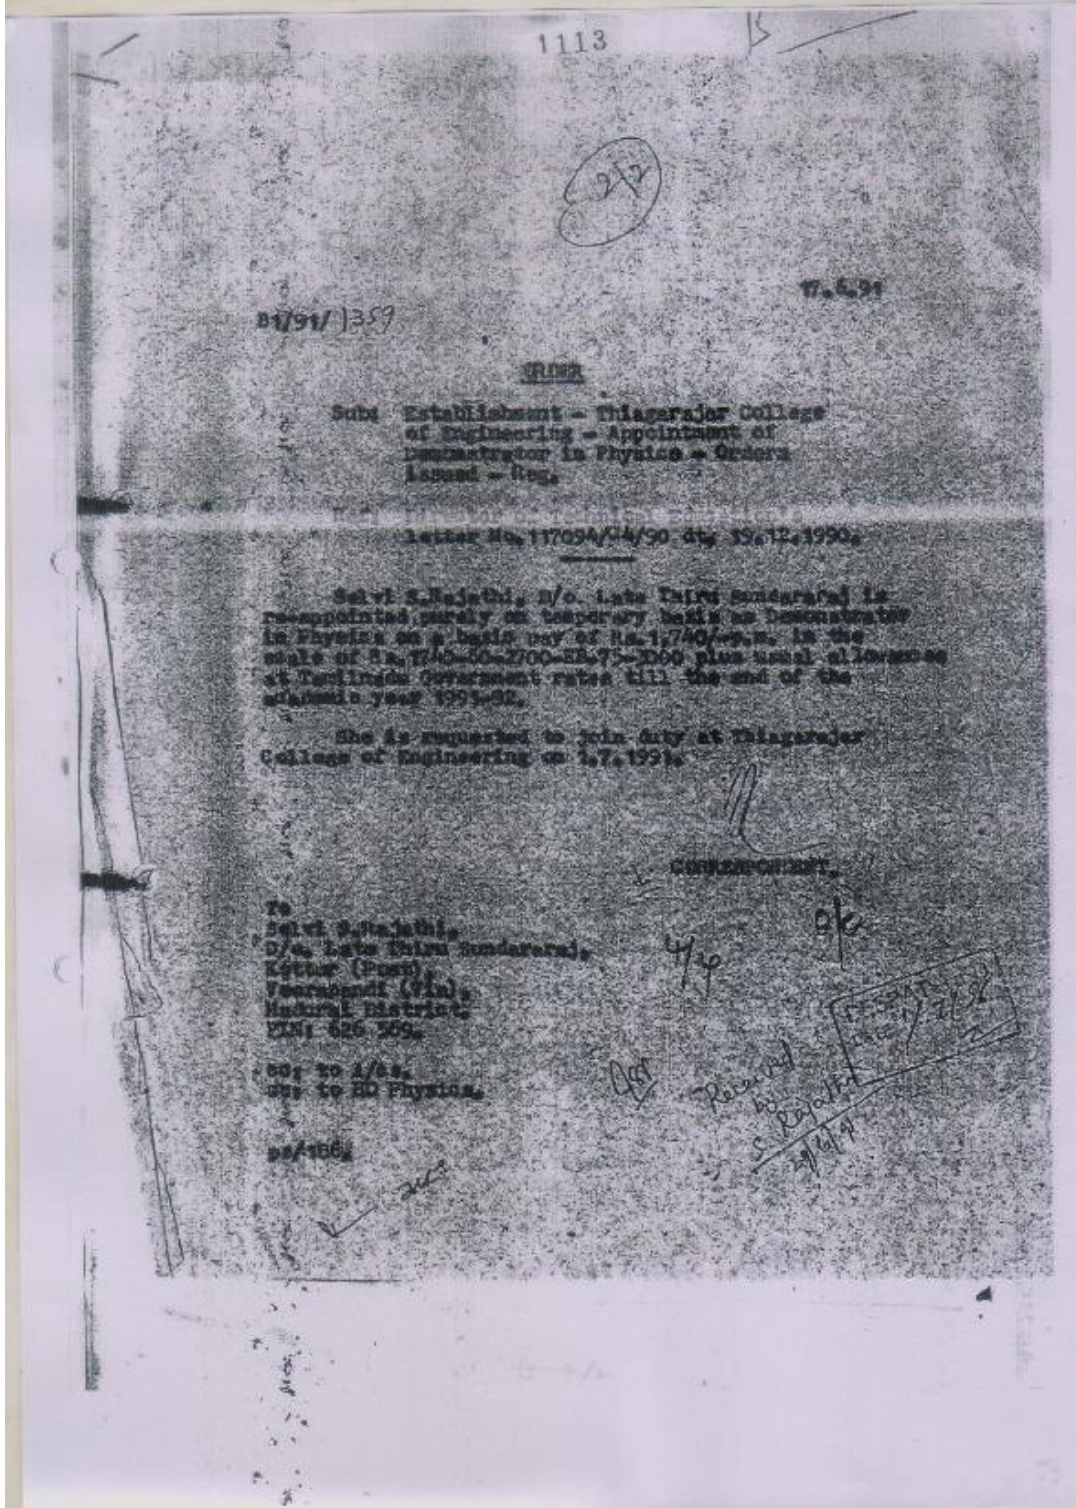 1113
17.6.91
B1/91/ 1359
ORDER
Sub: Establishment - Thiagarajar College
of Engineering - Appointment of
Demonstrator in Physics - Orders
issued - Reg.
letter No.117094/ /90 dt. 19.12.1990.
Selvi S.Rajathi, D/o. Late Thiru Sundararaj is
re-appointed purely on temporary basis as Demonstrator
in Physics on a basic pay of Rs.1,740/-p.m. in the
scale of Rs.1740-60-2700-EB-75-3000 plus usual allowances
at Tamilnadu Government rates till the end of the
academic year 1991-92.
She is requested to join duty at Thiagarajar
College of Engineering on 1.7.1991.
CORRESPONDENT.
To
Selvi S.Rajathi,
D/o. Late Thiru Sundararaj,
Kottur (Post),
Veerapandi (Via),
Madurai District.
PIN: 626 569.
cc: to
cc: to HD Physics.
Received
by
S. Rajathi